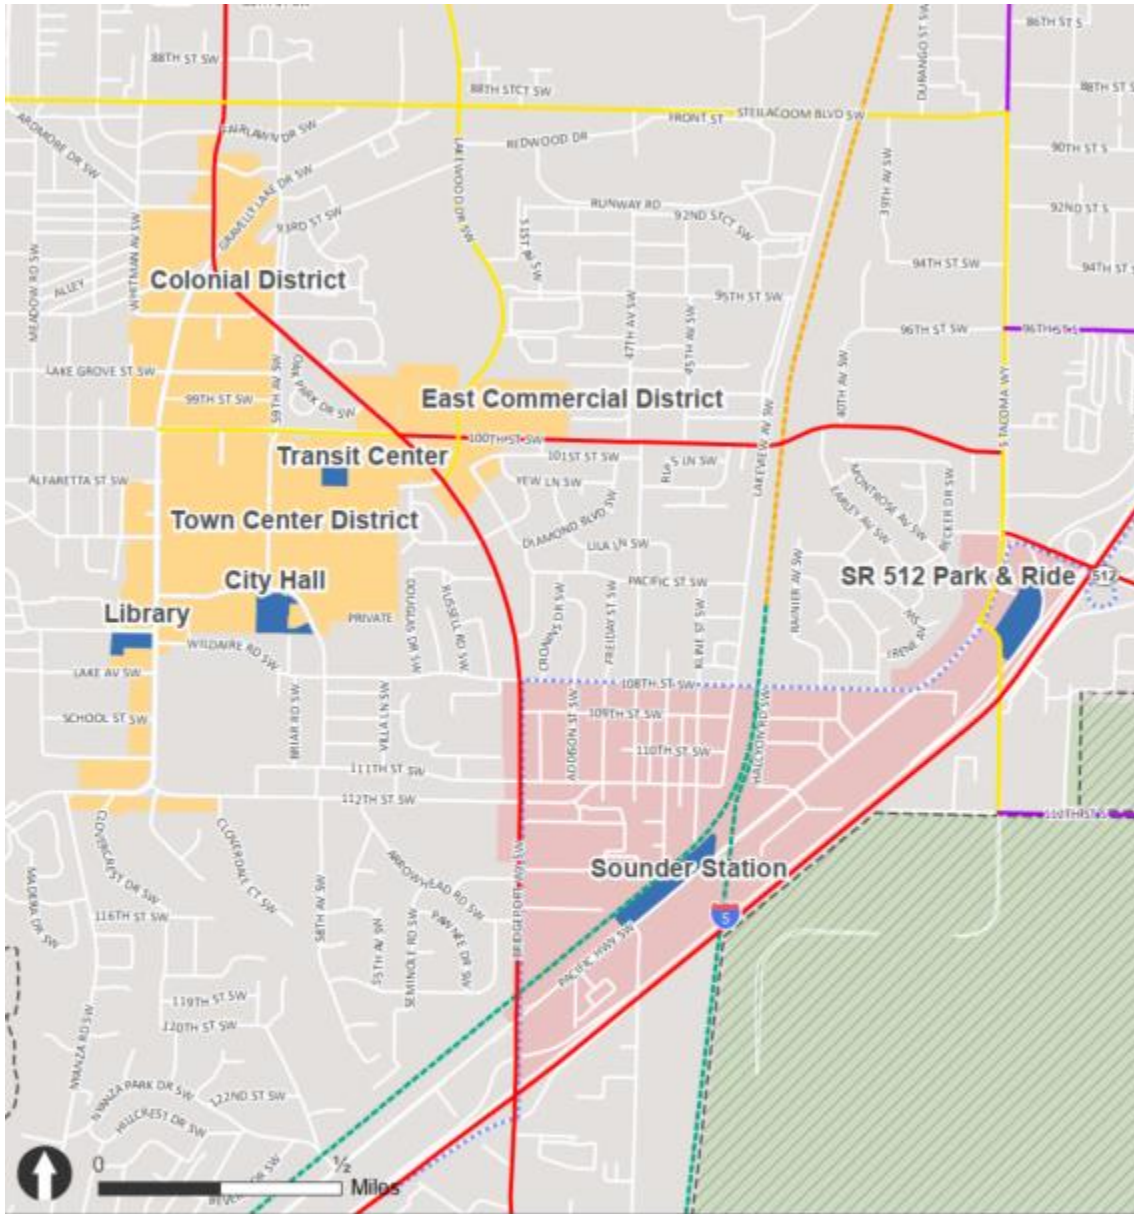 88TH ST SW
86TH ST S
88TH STCT SW
88TH ST S
DURANGO ST SW
ARDMORE DR SW
FAIRLAWN DR SW
FRONT ST
STEILACOOM BLVD SW
REDWOOD DR
90TH ST S
GRAVELLY LAKE DR SW
LAKEWOOD DR SW
39TH AV SW
RUNWAY RD
92ND STCT SW
92ND ST S
93RD ST SW
51ST AV SW
WHITMAN AV SW
MEADOW RD SW
ALLEY
94TH ST SW
94TH ST S
Colonial District
95TH ST SW
47TH AV SW
45TH AV SW
96TH ST SW
96TH ST S
LAKE GROVE ST SW
59TH AV SW
OAK PARK DR SW
40TH AV SW
S TACOMA WY
99TH ST SW
East Commercial District
100TH ST SW
LAKEVIEW AV SW
Transit Center
101ST ST SW
ALFARETTA ST SW
YEW LN SW
MONTROSE AV SW
EARLEY AV SW
BECKER DR SW
Town Center District
DIAMOND BLVD SW
LILA LN SW
City Hall
PACIFIC ST SW
SR 512 Park & Ride
512
Library
PRIVATE
DOUGLAS DR SW
RUSSELL RD SW
FREIDAY ST SW
KLINE ST SW
RAINIER AV SW
IRENE AV SW
WILDAIRE RD SW
LAKE AV SW
108TH ST SW
SCHOOL ST SW
BRIAR RD SW
VILLA LN SW
ADDISON ST SW
109TH ST SW
HALCYON RD SW
110TH ST SW
111TH ST SW
112TH ST SW
CLOVERCREST DR SW
CLOVERDALE CT SW
BRIDGEPORT WY SW
Sounder Station
ARROWHEAD RD SW
MADERA DR SW
116TH ST SW
58TH AV SW
55TH AV SW
SEMINOLE RD SW
PAWNEE DR SW
5
PACIFIC HWY SW
119TH ST SW
120TH ST SW
NYANZA RD SW
NYANZA PARK DR SW
122ND ST SW
HILLCREST DR SW
0
½
Miles